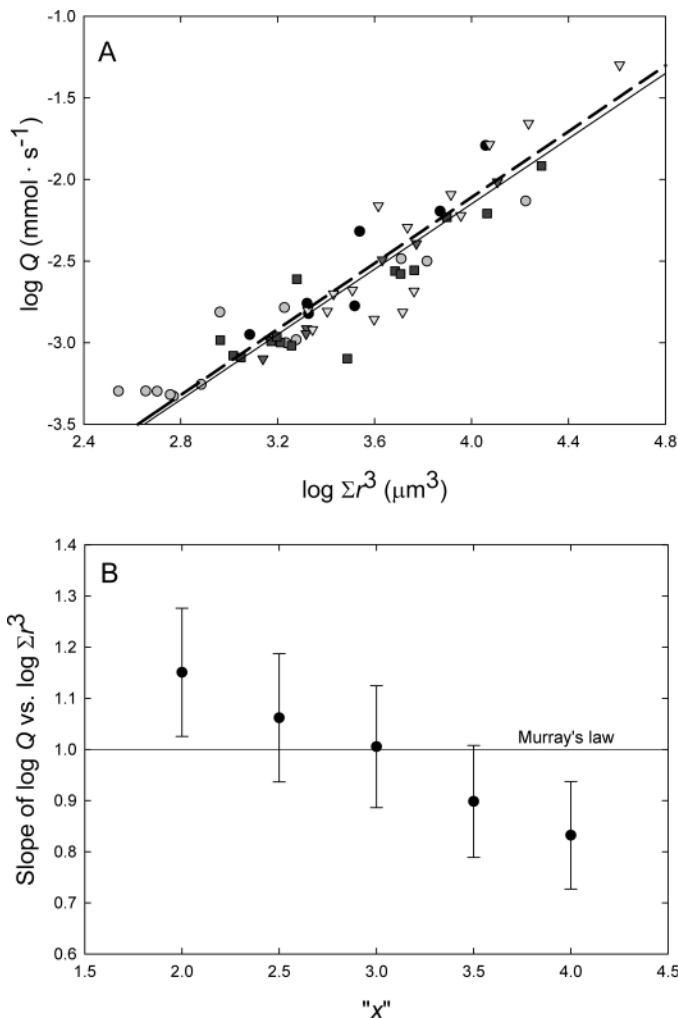 A
log Q (mmol · s⁻¹)
-1.0
-1.5
-2.0
-2.5
-3.0
-3.5
2.4 2.8 3.2 3.6 4.0 4.4 4.8
log Σr³ (μm³)
B
Slope of log Q vs. log Σr³
1.4
1.3
1.2
1.1
1.0
0.9
0.8
0.7
0.6
Murray's law
1.5 2.0 2.5 3.0 3.5 4.0 4.5
"x"